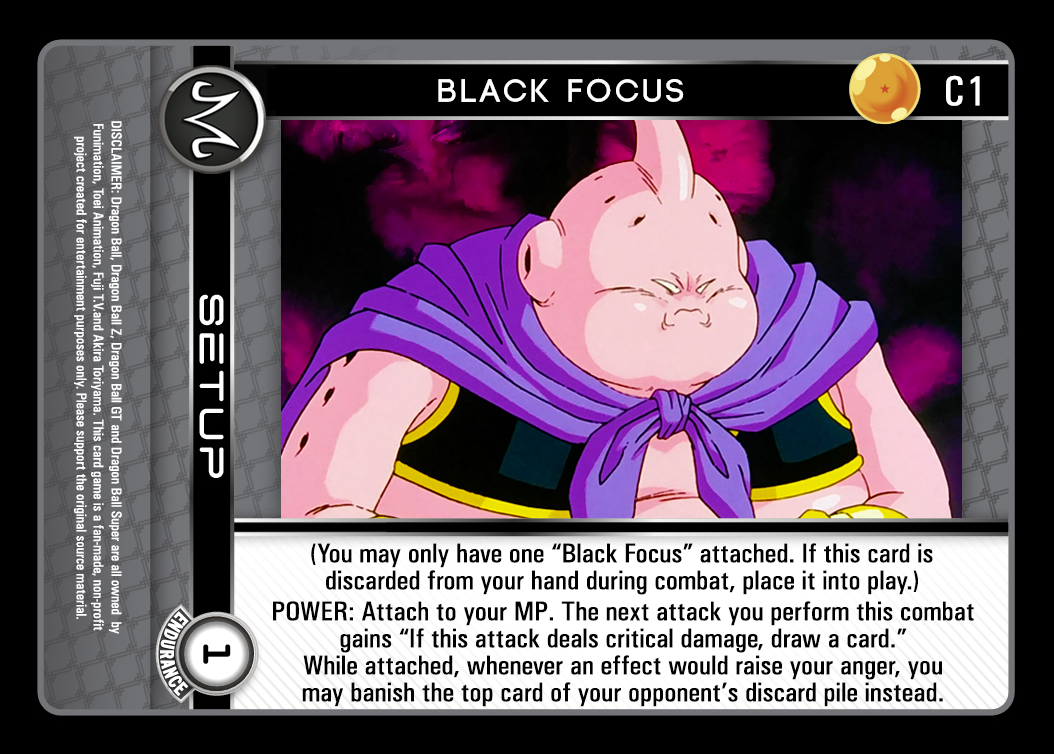 BLACK FOCUS
C1
M
SETUP
DISCLAIMER: Dragon Ball, Dragon Ball Z, Dragon Ball GT and Dragon Ball Super are all owned by
Funimation, Toei Animation, Fuji T.V.and Akira Toriyama. This card game is a fan-made, non-profit
project created for entertainment purposes only. Please support the original source material.
(You may only have one “Black Focus” attached. If this card is
discarded from your hand during combat, place it into play.)
POWER: Attach to your MP. The next attack you perform this combat
gains “If this attack deals critical damage, draw a card.”
While attached, whenever an effect would raise your anger, you
may banish the top card of your opponent’s discard pile instead.
ENDURANCE
1